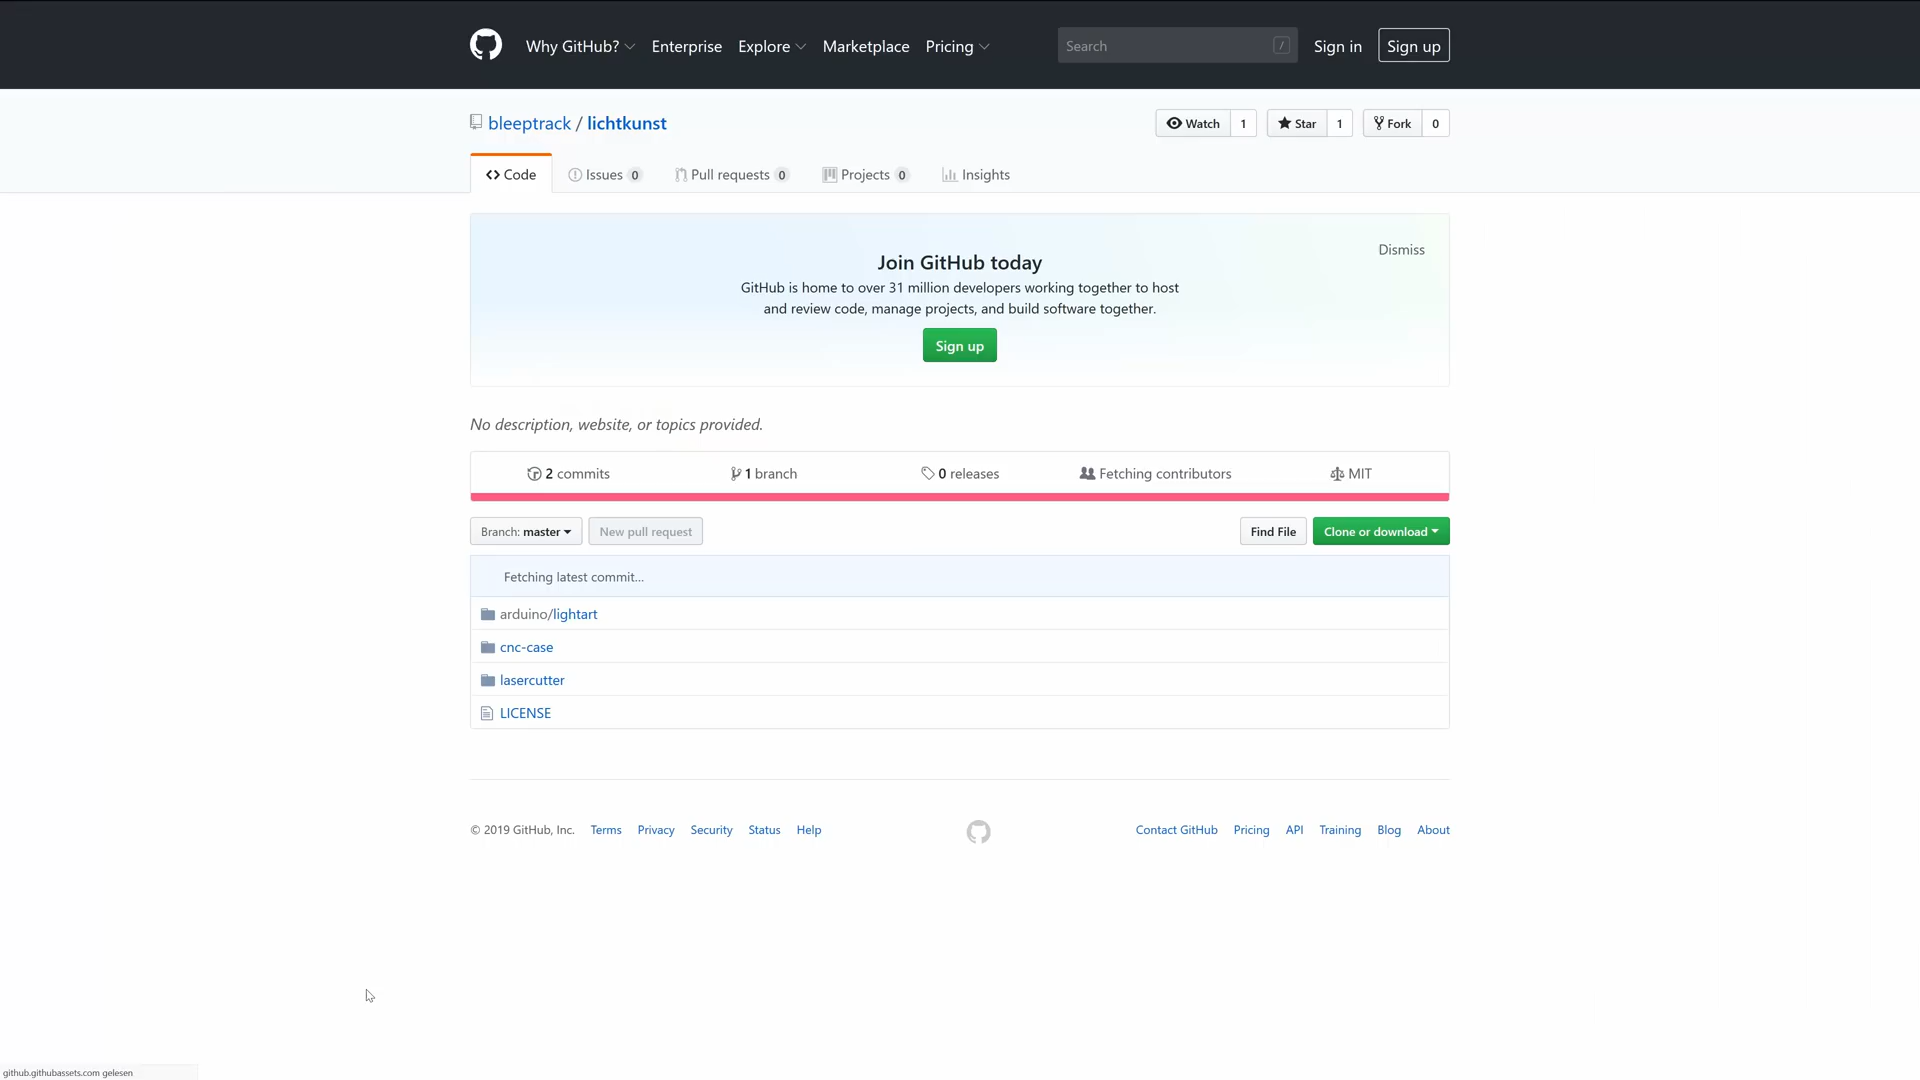 Why GitHub? Enterprise Explore Marketplace Pricing Search / Sign in Sign up
bleeptrack / lichtkunst Watch 1 Star 1 Fork 0
Code Issues 0 Pull requests 0 Projects 0 Insights
Dismiss
Join GitHub today
GitHub is home to over 31 million developers working together to host
and review code, manage projects, and build software together.
Sign up
No description, website, or topics provided.
2 commits 1 branch 0 releases Fetching contributors MIT
Branch: master New pull request Find File Clone or download
Fetching latest commit...
arduino/lightart
cnc-case
lasercutter
LICENSE
© 2019 GitHub, Inc. Terms Privacy Security Status Help Contact GitHub Pricing API Training Blog About
github.githubassets.com gelesen